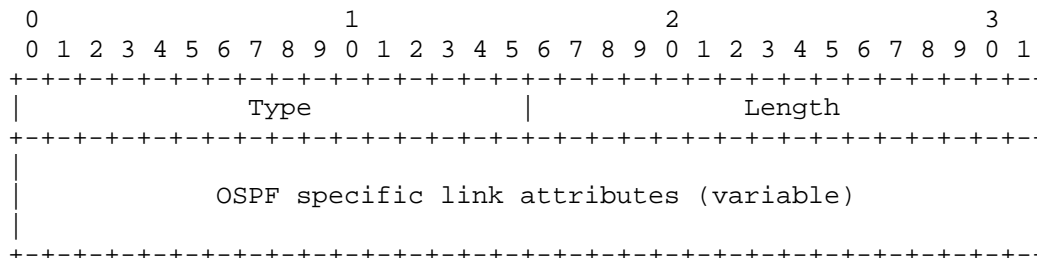 0                   1                   2                   3
 0 1 2 3 4 5 6 7 8 9 0 1 2 3 4 5 6 7 8 9 0 1 2 3 4 5 6 7 8 9 0 1
+-+-+-+-+-+-+-+-+-+-+-+-+-+-+-+-+-+-+-+-+-+-+-+-+-+-+-+-+-+-+-+-
|              Type             |             Length
+-+-+-+-+-+-+-+-+-+-+-+-+-+-+-+-+-+-+-+-+-+-+-+-+-+-+-+-+-+-+-+-
|
|            OSPF specific link attributes (variable)
|
+-+-+-+-+-+-+-+-+-+-+-+-+-+-+-+-+-+-+-+-+-+-+-+-+-+-+-+-+-+-+-+-